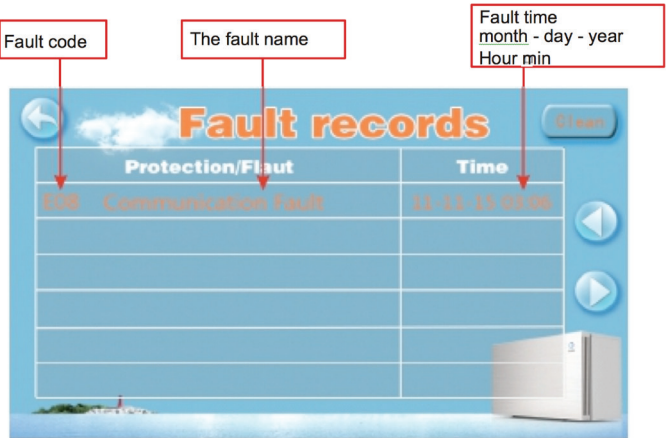 Fault code
The fault name
Fault time
month - day - year
Hour min
Fault records
Clean
Protection/Flaut
Time
E08 Communication Fault
11-11-15 09:06